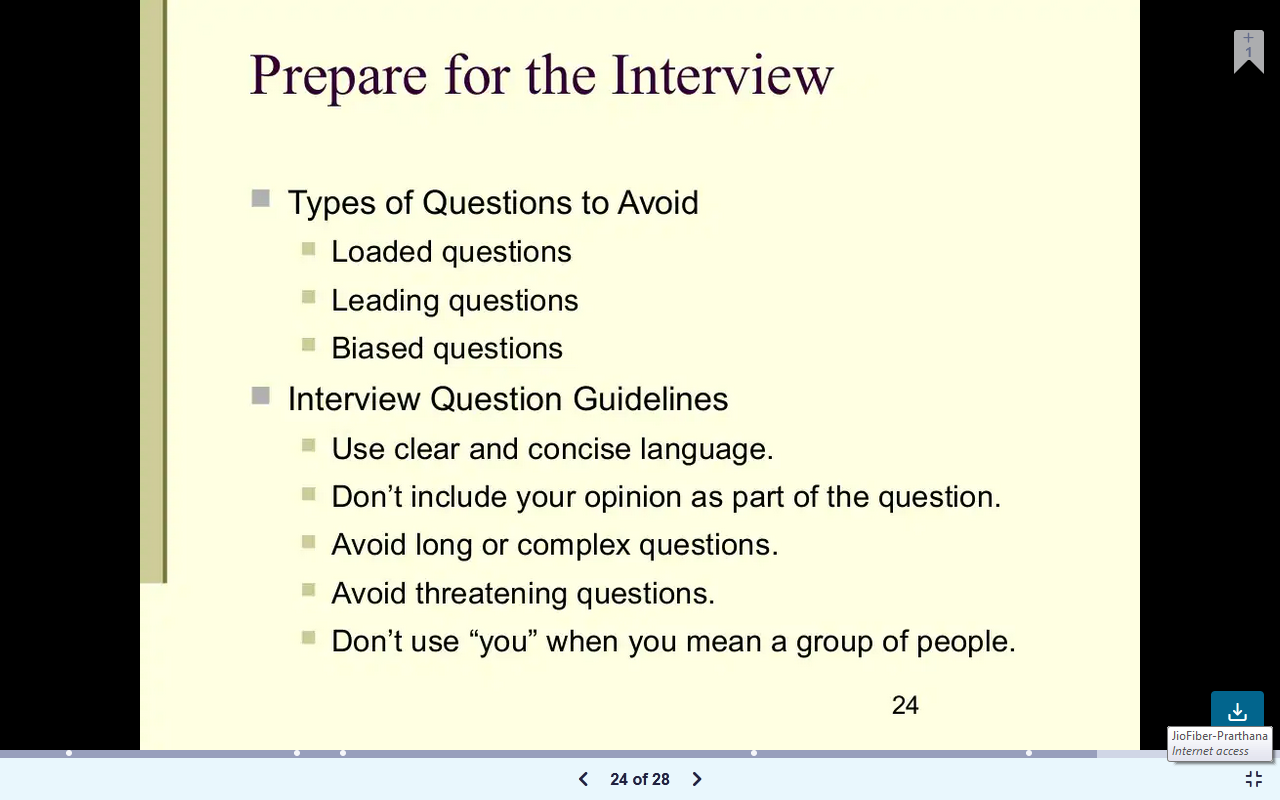 Prepare for the Interview
+
1
Types of Questions to Avoid
Loaded questions
Leading questions
Biased questions
Interview Question Guidelines
Use clear and concise language.
Don’t include your opinion as part of the question.
Avoid long or complex questions.
Avoid threatening questions.
Don’t use “you” when you mean a group of people.
24
JioFiber-Prarthana
Internet access
24 of 28